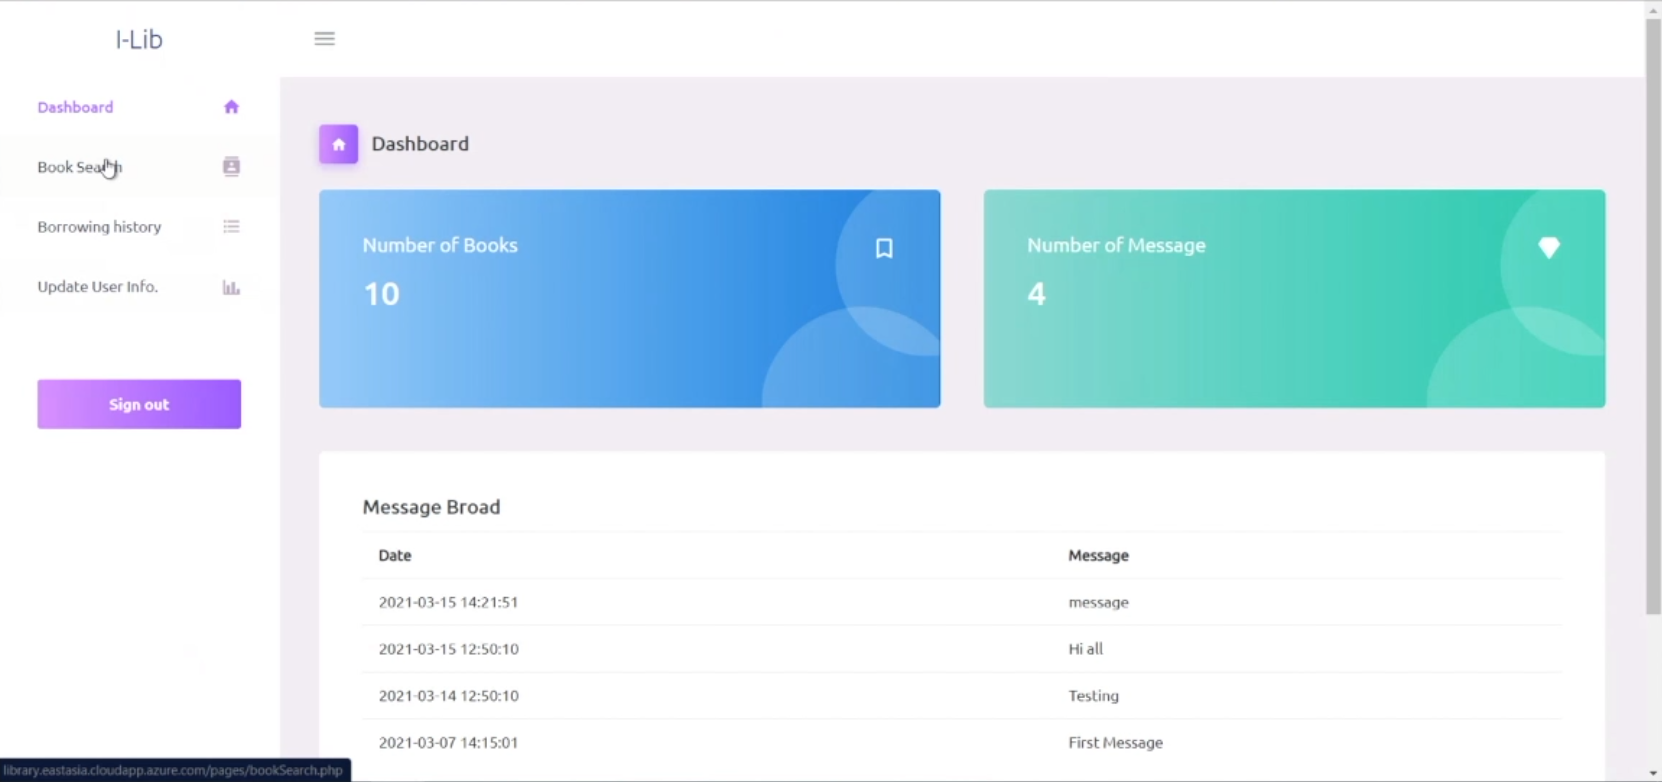 I-Lib
Dashboard
Book Search
Borrowing history
Update User Info.
Sign out
Dashboard
Number of Books
10
Number of Message
4
Message Broad
Date Message
2021-03-15 14:21:51 message
2021-03-15 12:50:10 Hi all
2021-03-14 12:50:10 Testing
2021-03-07 14:15:01 First Message
library.eastasia.cloudapp.azure.com/pages/bookSearch.php